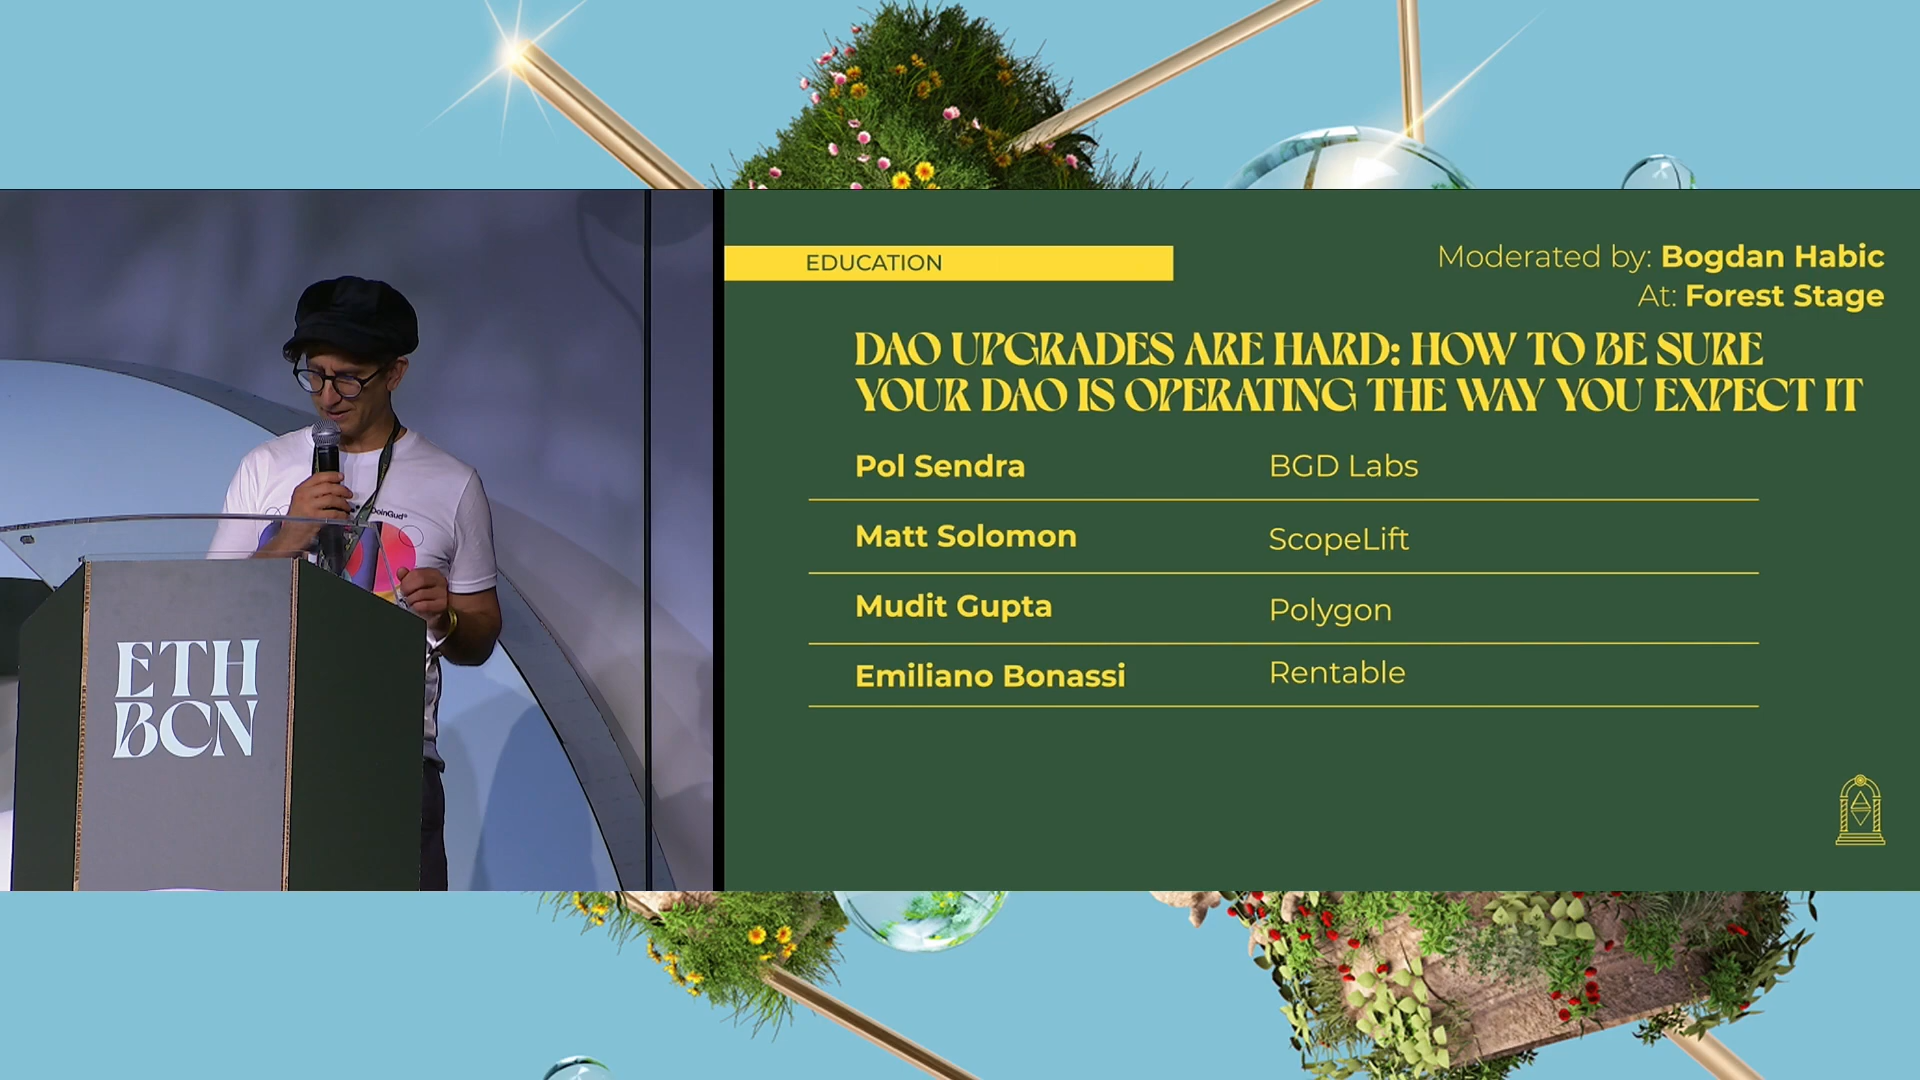 EDUCATION
Moderated by: Bogdan Habic
At: Forest Stage
DAO UPGRADES ARE HARD: HOW TO BE SURE
YOUR DAO IS OPERATING THE WAY YOU EXPECT IT
Pol Sendra BGD Labs
Matt Solomon ScopeLift
Mudit Gupta Polygon
Emiliano Bonassi Rentable
DoinGud
ETH
BCN